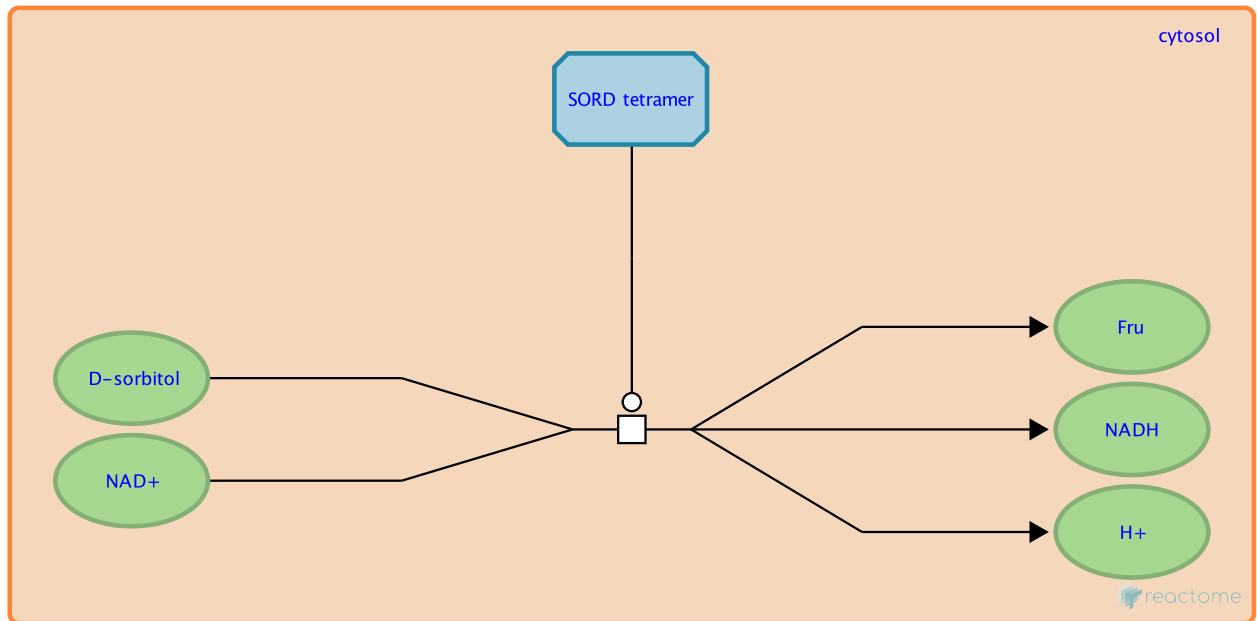 cytosol
SORD tetramer
Fru
D-sorbitol
NADH
NAD+
H+
reactome